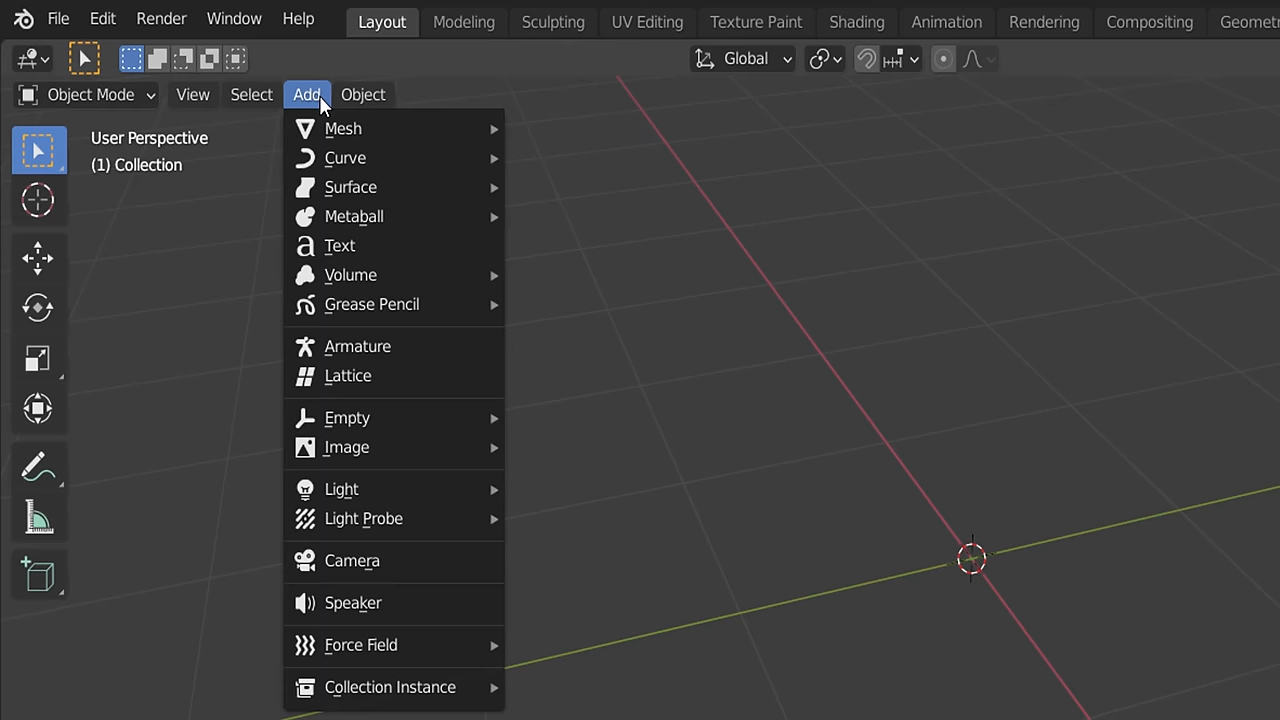 File Edit Render Window Help Layout Modeling Sculpting UV Editing Texture Paint Shading Animation Rendering Compositing
Global
Object Mode View Select Add Object
User Perspective
(1) Collection
Mesh
Curve
Surface
Metaball
Text
Volume
Grease Pencil
Armature
Lattice
Empty
Image
Light
Light Probe
Camera
Speaker
Force Field
Collection Instance